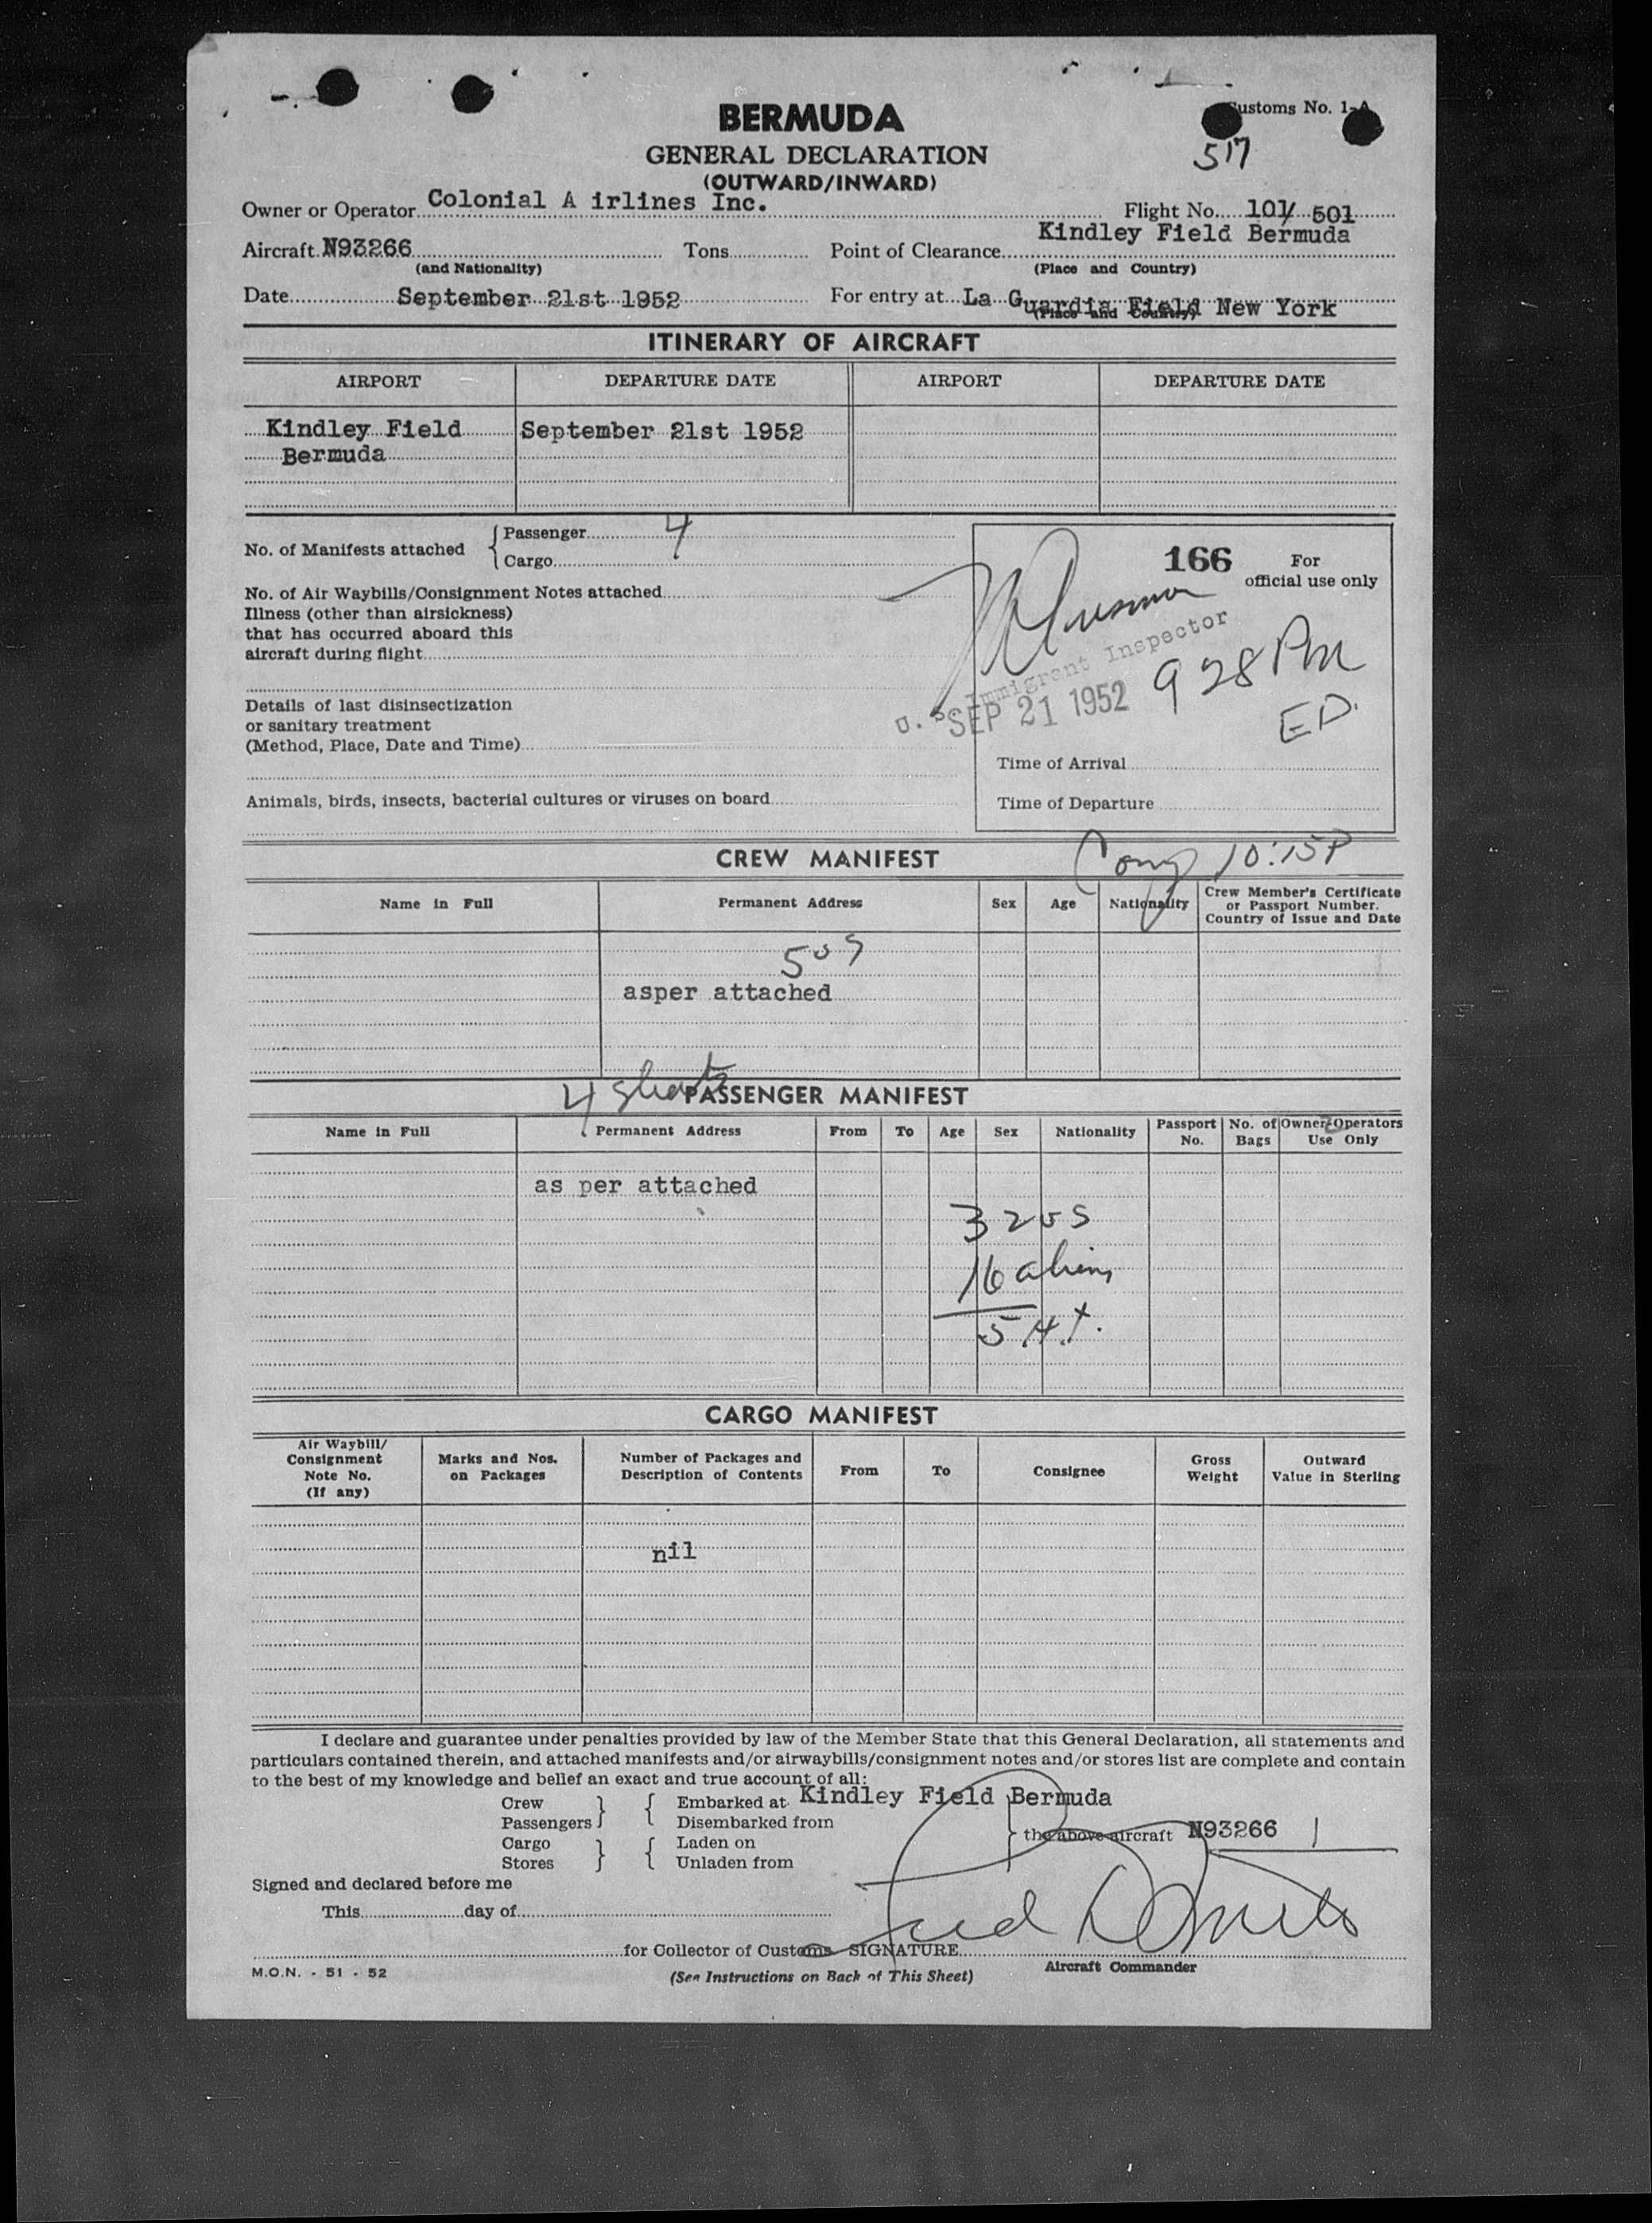 Customs No. 1-A
BERMUDA
517
GENERAL DECLARATION
(OUTWARD/INWARD)
Owner or Operator Colonial A irlines Inc. Flight No. 101/ 501
Aircraft N93266 Tons Point of Clearance Kindley Field Bermuda
(and Nationality) (Place and Country)
Date September 21st 1952 For entry at La Guardia Field New York
(Place and Country)
ITINERARY OF AIRCRAFT
AIRPORT DEPARTURE DATE AIRPORT DEPARTURE DATE
Kindley Field September 21st 1952
Bermuda
No. of Manifests attached { Passenger 4
Cargo
166 For
official use only
No. of Air Waybills/Consignment Notes attached
Illness (other than airsickness)
that has occurred aboard this
aircraft during flight
U. S. Immigrant Inspector
SEP 21 1952 9 28 PM
ED.
Details of last disinsectization
or sanitary treatment
(Method, Place, Date and Time)
Time of Arrival
Animals, birds, insects, bacterial cultures or viruses on board
Time of Departure
CREW MANIFEST
10:15P
Name in Full Permanent Address Sex Age Nationality Crew Member's Certificate
or Passport Number.
Country of Issue and Date
asper attached
4 sheets
PASSENGER MANIFEST
Name in Full Permanent Address From To Age Sex Nationality Passport No. No. of Bags Owner-Operators Use Only
as per attached
32 US
16 aliens
CARGO MANIFEST
Air Waybill/
Consignment
Note No.
(If any)
Marks and Nos.
on Packages
Number of Packages and
Description of Contents
From To Consignee
Gross
Weight
Outward
Value in Sterling
nil
I declare and guarantee under penalties provided by law of the Member State that this General Declaration, all statements and
particulars contained therein, and attached manifests and/or airwaybills/consignment notes and/or stores list are complete and contain
to the best of my knowledge and belief an exact and true account of all:
Crew } { Embarked at Kindley Field Bermuda
Passengers Disembarked from
} the above aircraft N93266
Cargo } { Laden on
Stores Unladen from
Signed and declared before me
This day of
for Collector of Customs SIGNATURE
Aircraft Commander
M.O.N. - 51 - 52
(See Instructions on Back of This Sheet)